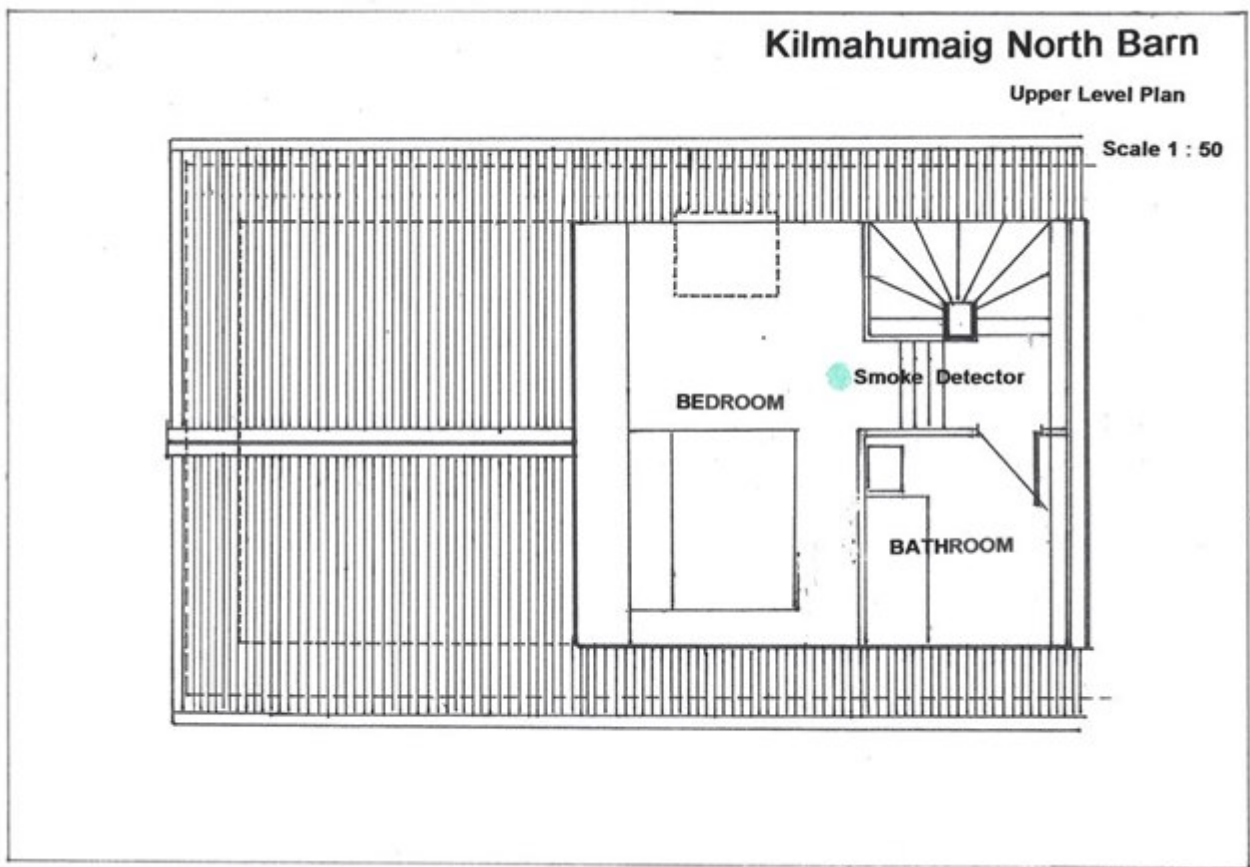 Kilmahumaig North Barn
Upper Level Plan
Scale 1 : 50
Smoke Detector
BEDROOM
BATHROOM